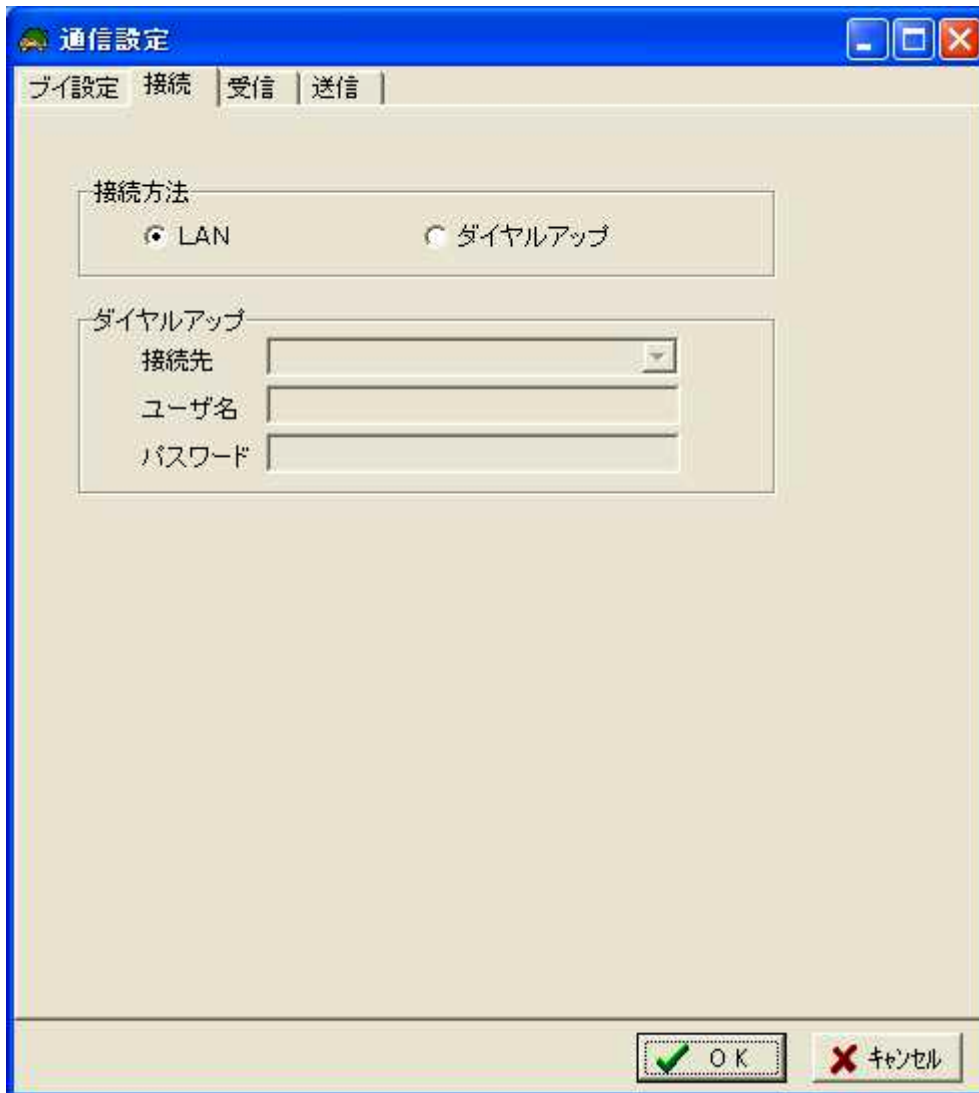 通信設定
ブイ設定 接続 受信 送信
接続方法
LAN ダイヤルアップ
ダイヤルアップ
接続先
ユーザ名
パスワード
OK キャンセル